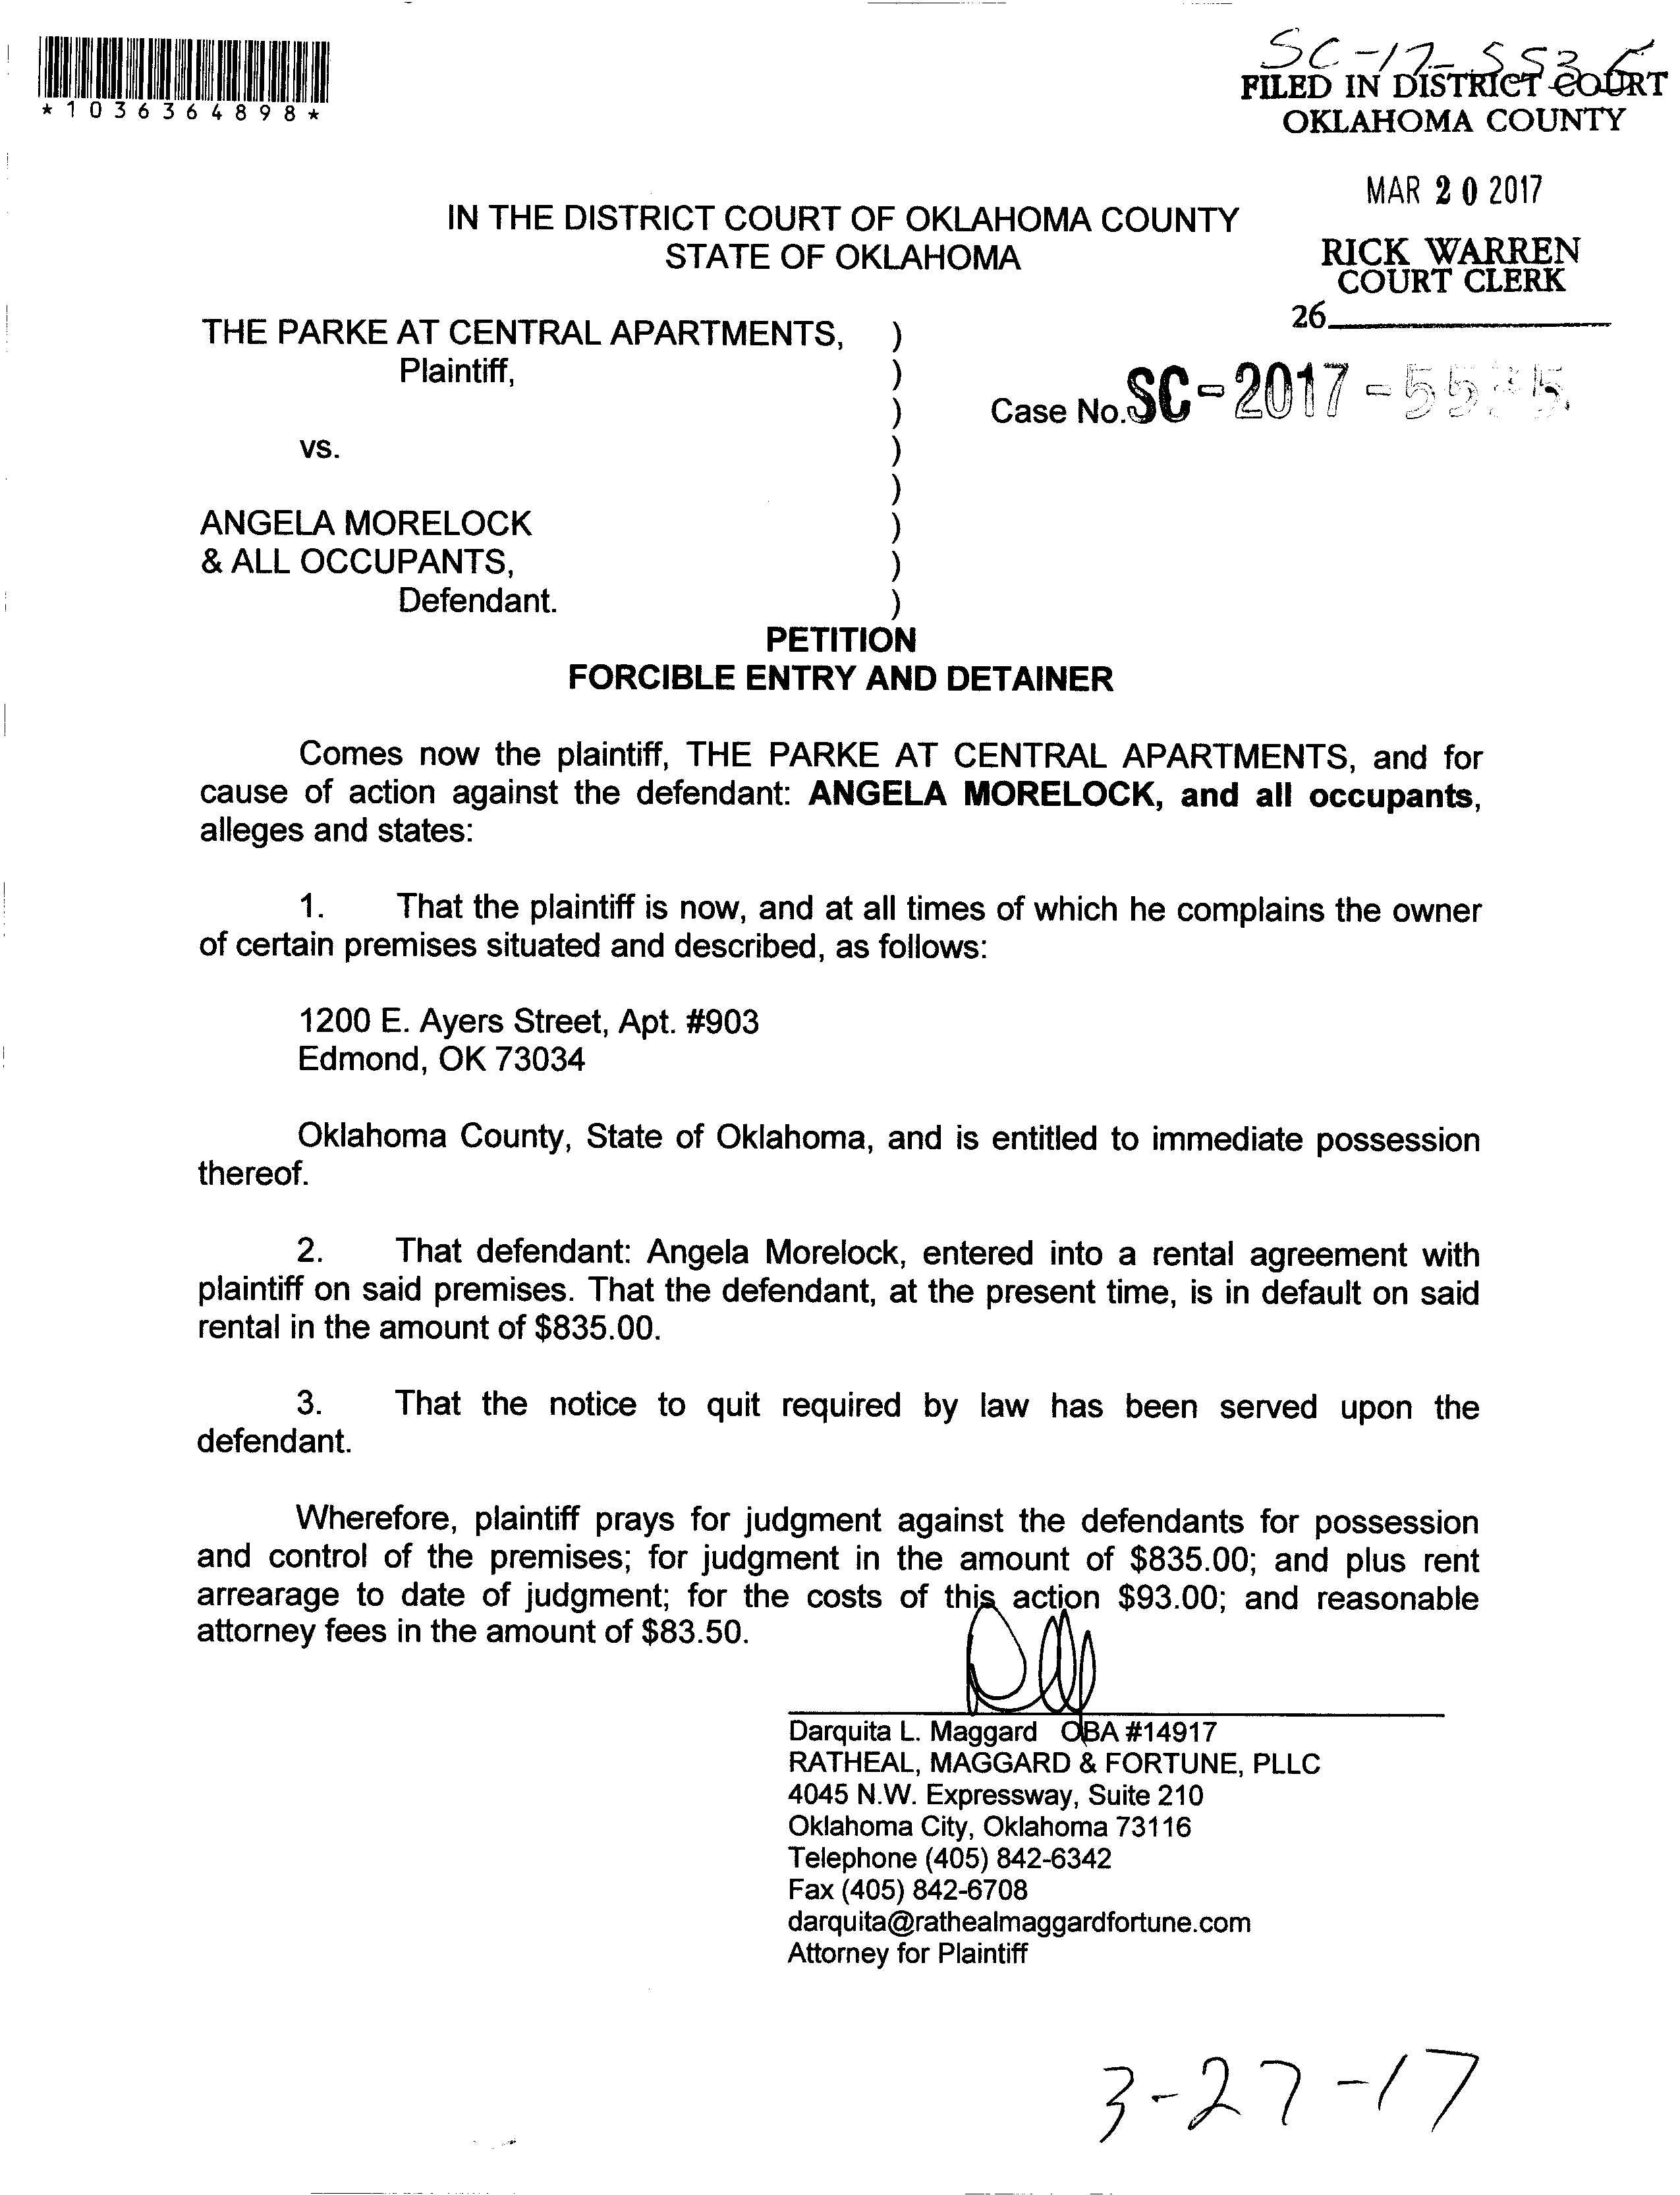 *1036364898*
SC-17-5535
FILED IN DISTRICT COURT
OKLAHOMA COUNTY
MAR 20 2017
RICK WARREN
COURT CLERK
26
IN THE DISTRICT COURT OF OKLAHOMA COUNTY
STATE OF OKLAHOMA
THE PARKE AT CENTRAL APARTMENTS, )
Plaintiff, )
) Case No. SC-2017-5535
vs. )
)
ANGELA MORELOCK )
& ALL OCCUPANTS, )
Defendant. )
PETITION
FORCIBLE ENTRY AND DETAINER
Comes now the plaintiff, THE PARKE AT CENTRAL APARTMENTS, and for
cause of action against the defendant: ANGELA MORELOCK, and all occupants,
alleges and states:
1. That the plaintiff is now, and at all times of which he complains the owner
of certain premises situated and described, as follows:
1200 E. Ayers Street, Apt. #903
Edmond, OK 73034
Oklahoma County, State of Oklahoma, and is entitled to immediate possession
thereof.
2. That defendant: Angela Morelock, entered into a rental agreement with
plaintiff on said premises. That the defendant, at the present time, is in default on said
rental in the amount of $835.00.
3. That the notice to quit required by law has been served upon the
defendant.
Wherefore, plaintiff prays for judgment against the defendants for possession
and control of the premises; for judgment in the amount of $835.00; and plus rent
arrearage to date of judgment; for the costs of this action $93.00; and reasonable
attorney fees in the amount of $83.50.
Darquita L. Maggard OBA #14917
RATHEAL, MAGGARD & FORTUNE, PLLC
4045 N.W. Expressway, Suite 210
Oklahoma City, Oklahoma 73116
Telephone (405) 842-6342
Fax (405) 842-6708
darquita@rathealmaggardfortune.com
Attorney for Plaintiff
3-27-17